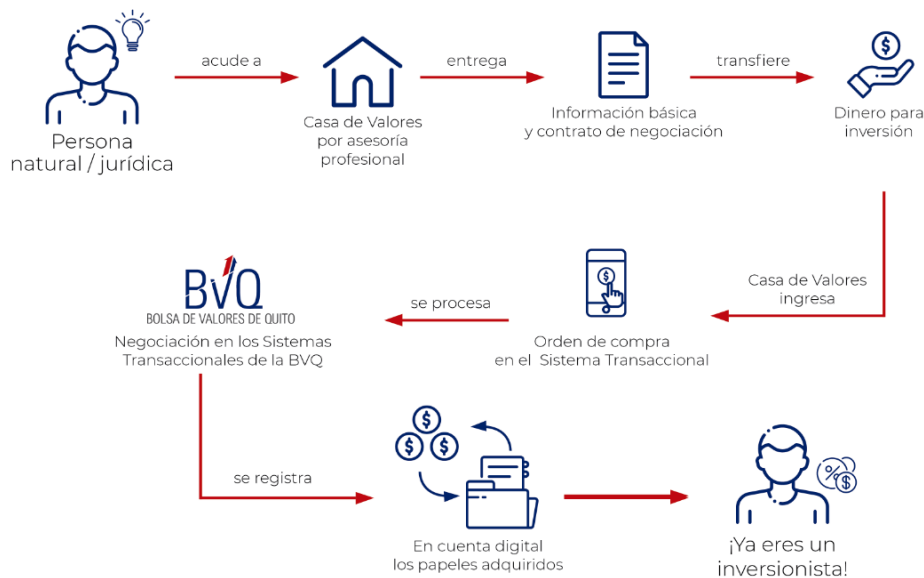 acude a
entrega
transfiere
Persona
natural / jurídica
Casa de Valores
por asesoría
profesional
Información básica
y contrato de negociación
Dinero para
inversión
Casa de Valores
ingresa
se procesa
BVQ
BOLSA DE VALORES DE QUITO
Negociación en los Sistemas
Transaccionales de la BVQ
Orden de compra
en el Sistema Transaccional
se registra
En cuenta digital
los papeles adquiridos
¡Ya eres un
inversionista!